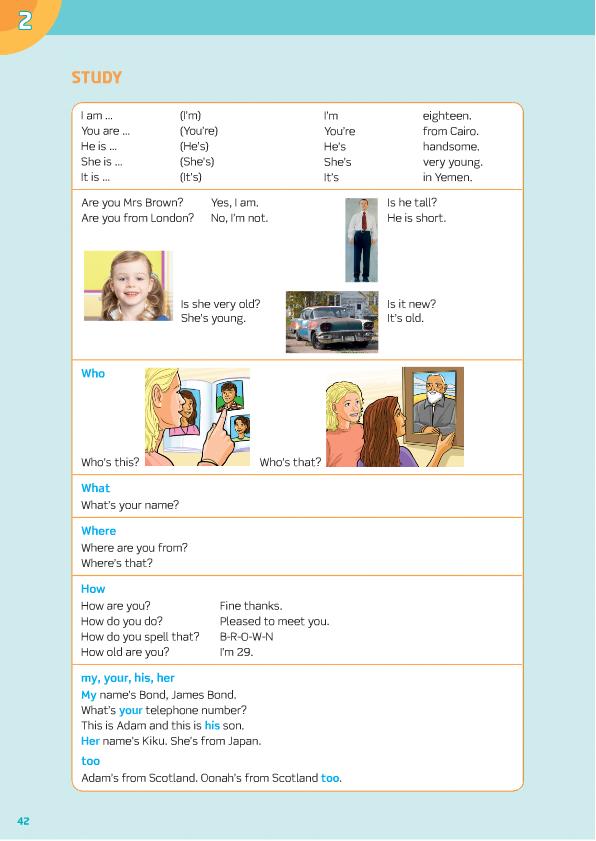 2
STUDY
I am ... (I'm) I'm eighteen.
You are ... (You're) You're from Cairo.
He is ... (He's) He's handsome.
She is ... (She's) She's very young.
It is ... (It's) It's in Yemen.
Are you Mrs Brown? Yes, I am.
Are you from London? No, I'm not.
Is he tall?
He is short.
Is she very old?
She's young.
Is it new?
It's old.
Who
Who's this?
Who's that?
What
What's your name?
Where
Where are you from?
Where's that?
How
How are you? Fine thanks.
How do you do? Pleased to meet you.
How do you spell that? B-R-O-W-N
How old are you? I'm 29.
my, your, his, her
My name's Bond, James Bond.
What's your telephone number?
This is Adam and this is his son.
Her name's Kiku. She's from Japan.
too
Adam's from Scotland. Oonah's from Scotland too.
42